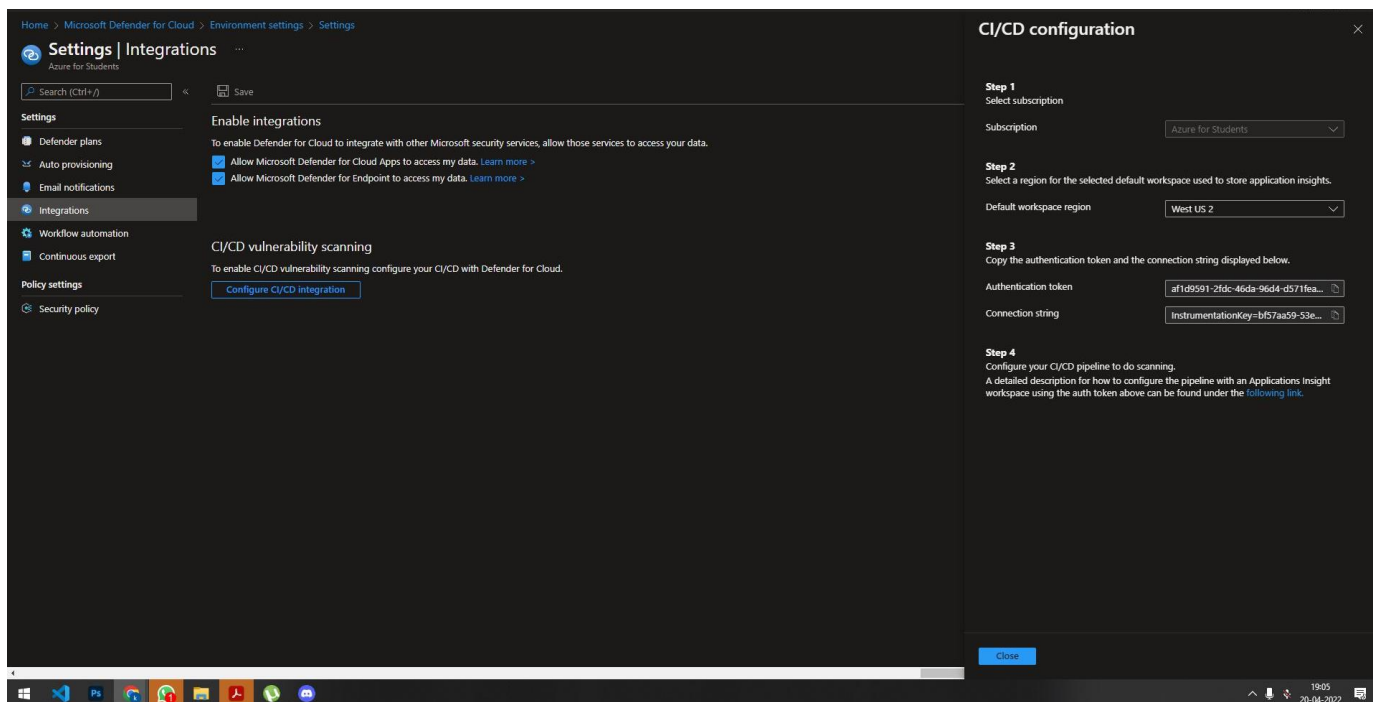 Home > Microsoft Defender for Cloud > Environment settings > Settings
Settings | Integrations ...
Azure for Students
Search (Ctrl+/) «
Save
Settings
Defender plans
Auto provisioning
Email notifications
Integrations
Workflow automation
Continuous export
Policy settings
Security policy
Enable integrations
To enable Defender for Cloud to integrate with other Microsoft security services, allow those services to access your data.
Allow Microsoft Defender for Cloud Apps to access my data. Learn more >
Allow Microsoft Defender for Endpoint to access my data. Learn more >
CI/CD vulnerability scanning
To enable CI/CD vulnerability scanning configure your CI/CD with Defender for Cloud.
Configure CI/CD integration
CI/CD configuration
Step 1
Select subscription
Subscription Azure for Students
Step 2
Select a region for the selected default workspace used to store application insights.
Default workspace region West US 2
Step 3
Copy the authentication token and the connection string displayed below.
Authentication token af1d9591-2fdc-46da-96d4-d571fea...
Connection string InstrumentationKey=bf57aa59-53e...
Step 4
Configure your CI/CD pipeline to do scanning.
A detailed description for how to configure the pipeline with an Applications Insight
workspace using the auth token above can be found under the following link.
Close
Ps
1
19:05
20-04-2022